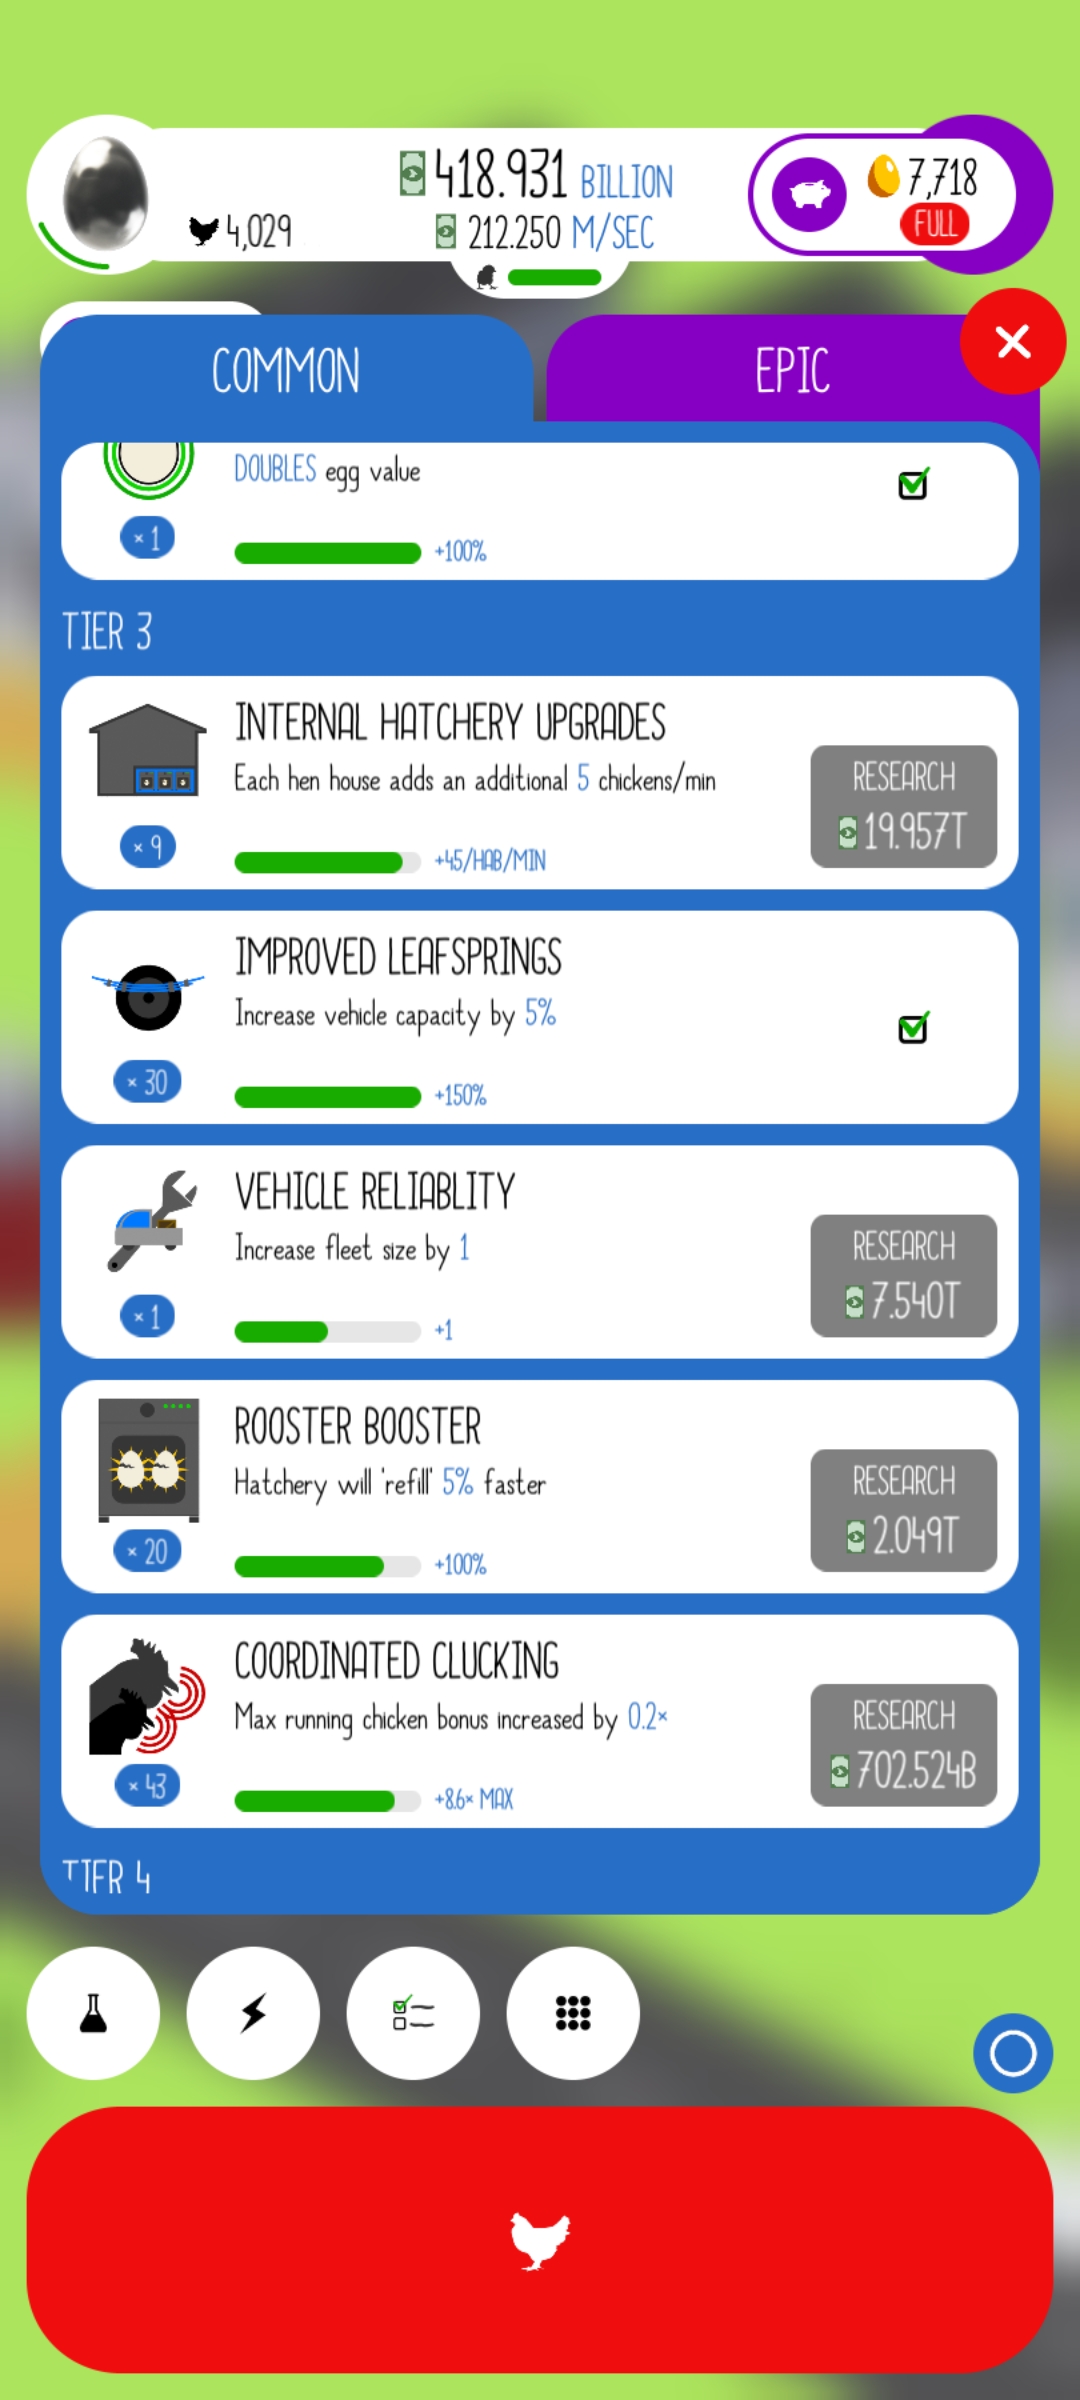 418.931 BILLION
4,029
212.250 M/SEC
7,718
FULL
COMMON
EPIC
DOUBLES egg value
× 1
+100%
TIER 3
INTERNAL HATCHERY UPGRADES
Each hen house adds an additional 5 chickens/min
× 9
+45/HAB/MIN
RESEARCH
19.957T
IMPROVED LEAFSPRINGS
Increase vehicle capacity by 5%
× 30
+150%
VEHICLE RELIABLITY
Increase fleet size by 1
× 1
+1
RESEARCH
7.540T
ROOSTER BOOSTER
Hatchery will 'refill' 5% faster
× 20
+100%
RESEARCH
2.049T
COORDINATED CLUCKING
Max running chicken bonus increased by 0.2×
× 43
+8.6× MAX
RESEARCH
702.524B
TIER 4